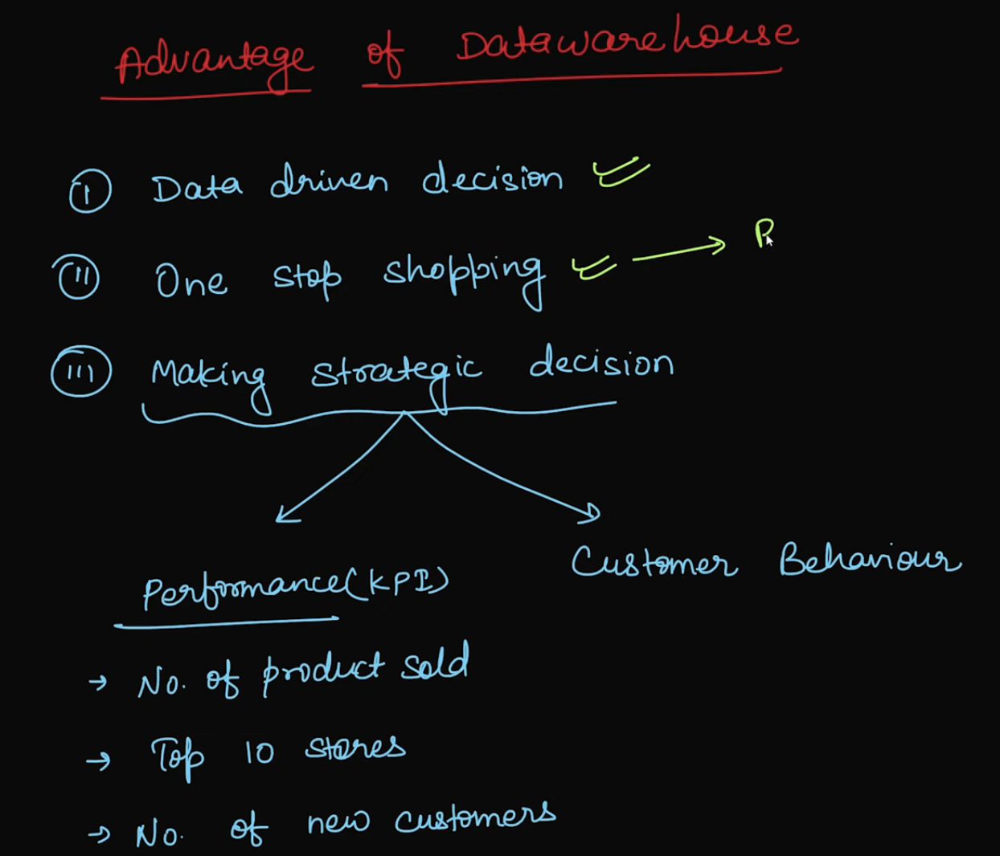 Advantage of Datawarehouse
(I) Data driven decision
(II) One stop shopping → P
(III) Making strategic decision
Performance(KPI)
Customer Behaviour
→ No. of product sold
→ Top 10 stores
→ No. of new customers